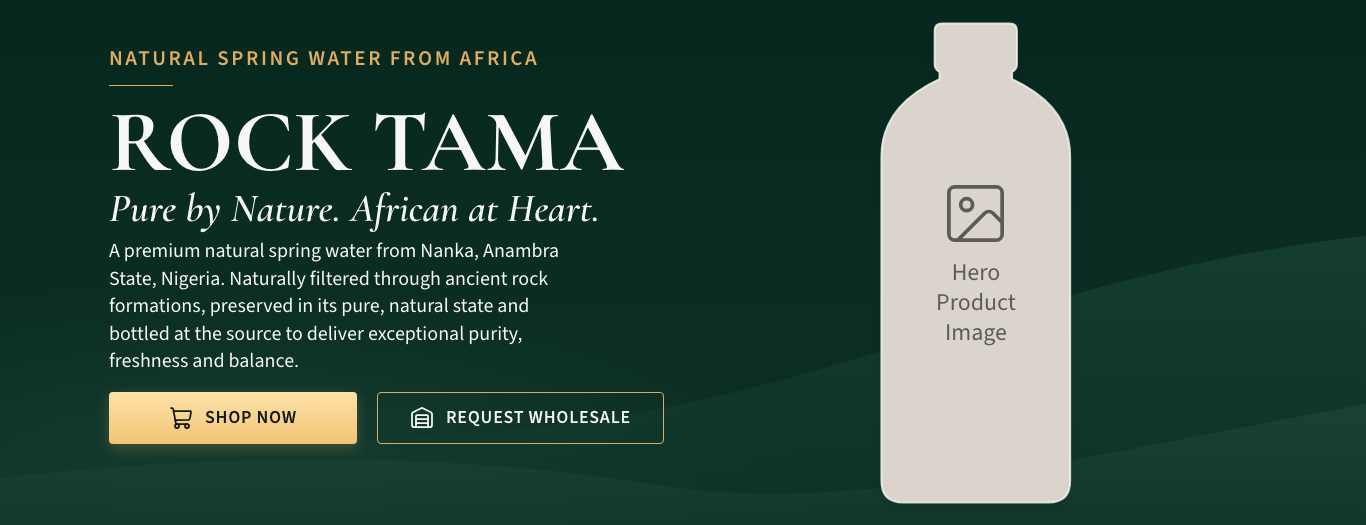 NATURAL SPRING WATER FROM AFRICA
ROCK TAMA
Pure by Nature. African at Heart.
A premium natural spring water from Nanka, Anambra
State, Nigeria. Naturally filtered through ancient rock
formations, preserved in its pure, natural state and
bottled at the source to deliver exceptional purity,
freshness and balance.
SHOP NOW
REQUEST WHOLESALE
Hero
Product
Image